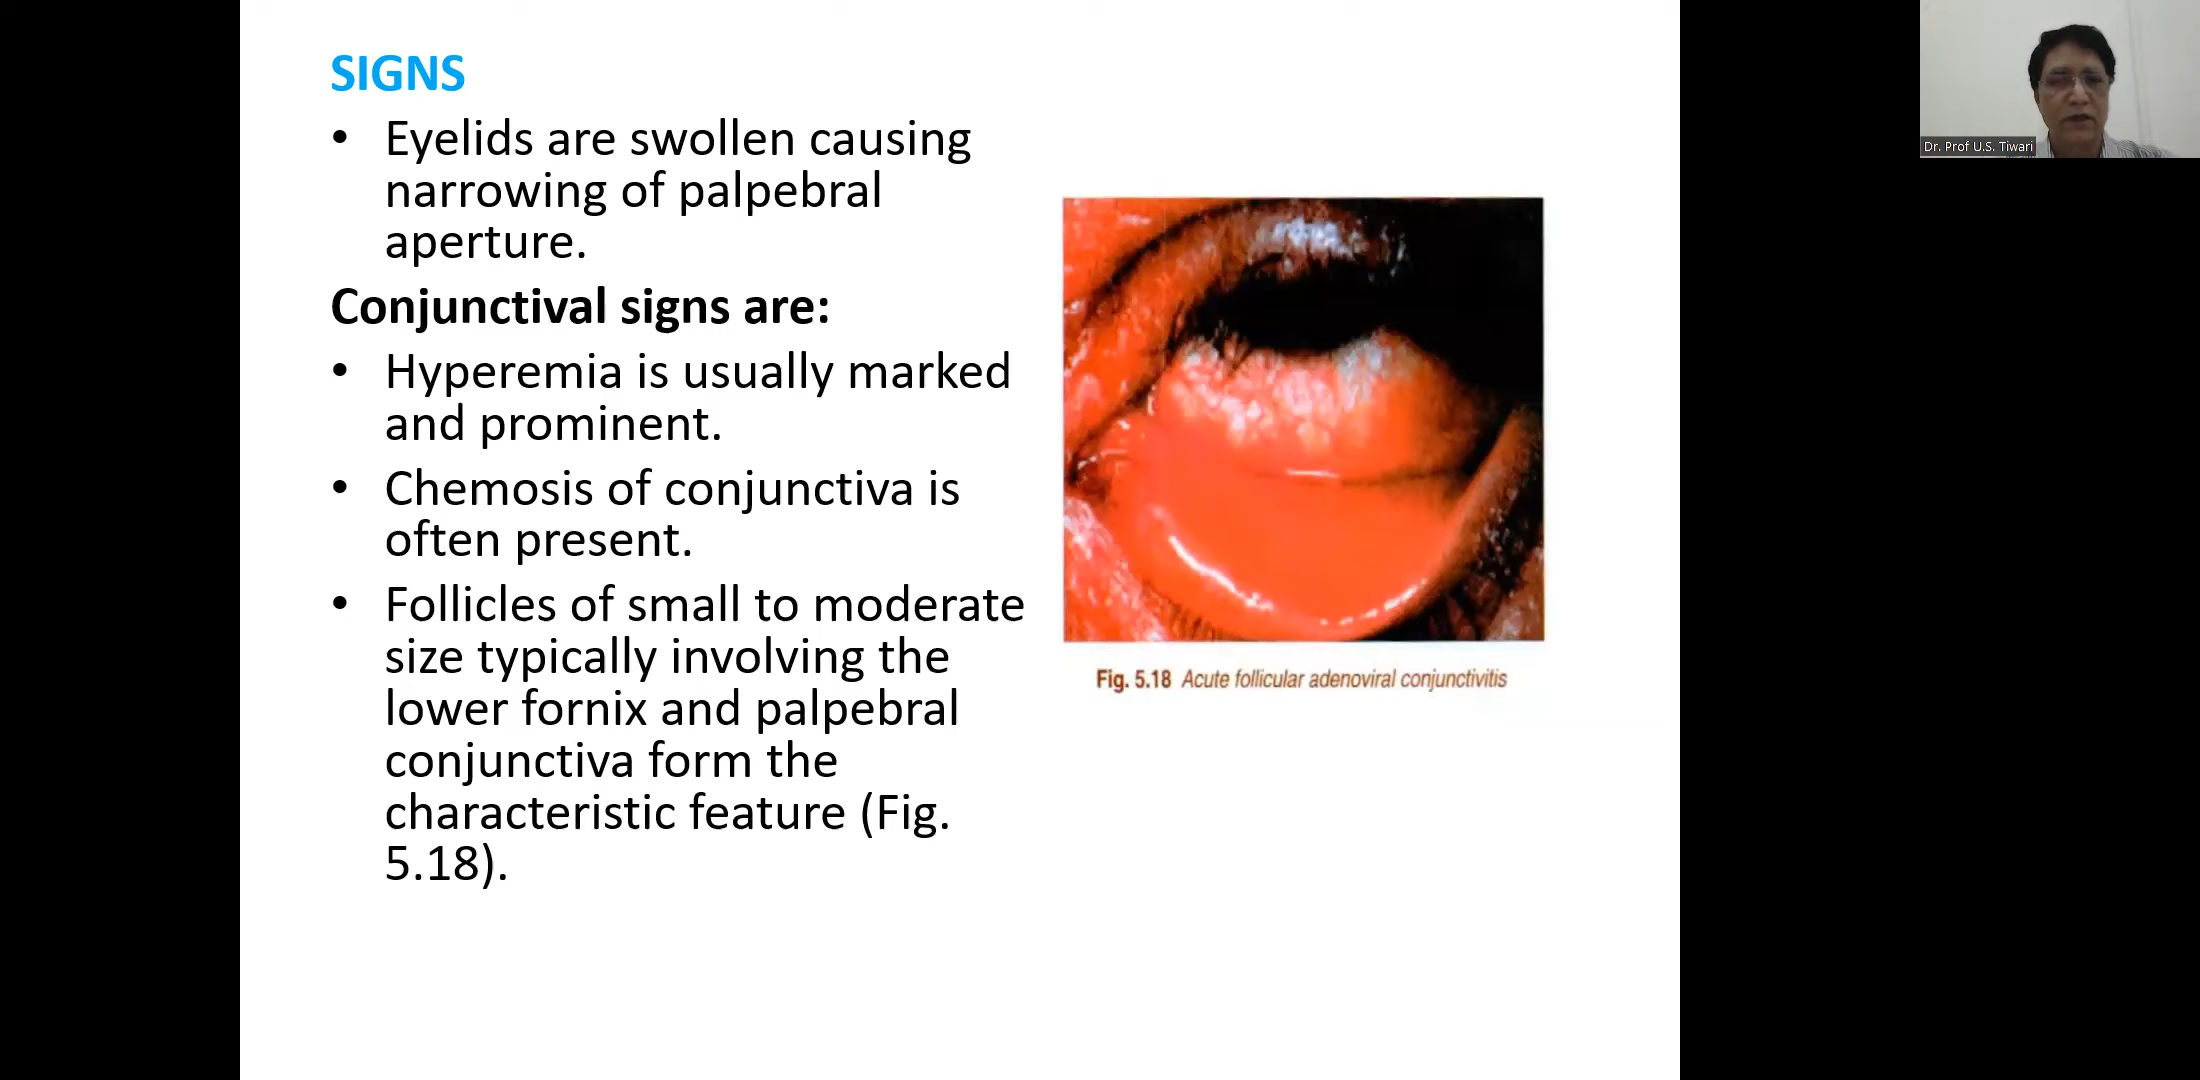 SIGNS
• Eyelids are swollen causing
narrowing of palpebral
aperture.
Conjunctival signs are:
• Hyperemia is usually marked
and prominent.
• Chemosis of conjunctiva is
often present.
• Follicles of small to moderate
size typically involving the
lower fornix and palpebral
conjunctiva form the
characteristic feature (Fig.
5.18).
Fig. 5.18 Acute follicular adenoviral conjunctivitis
Dr. Prof U.S. Tiwari